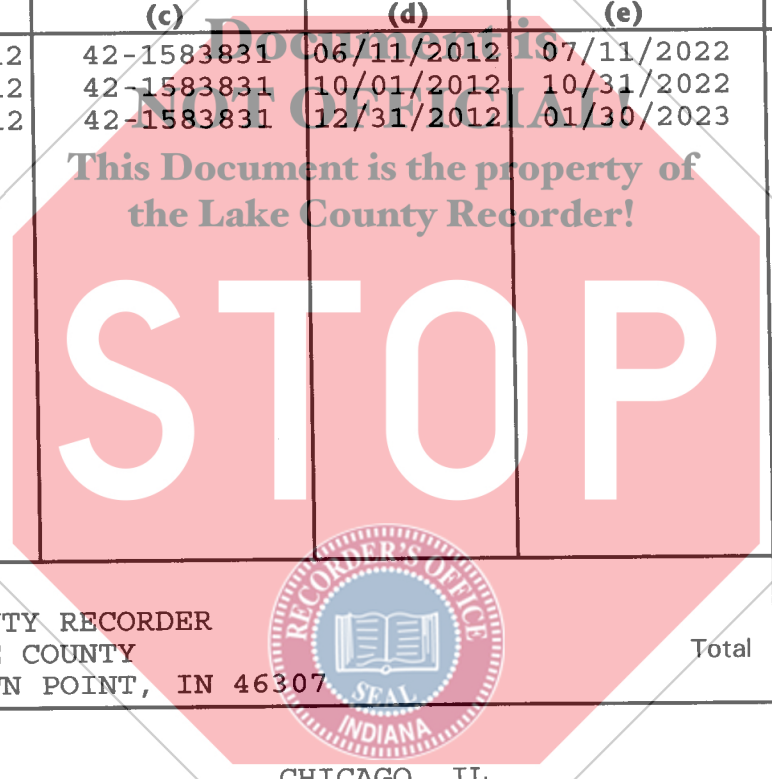 (c) (d) (e)
Document is
12 42-1583831 06/11/2012 07/11/2022
12 42-1583831 10/01/2012 10/31/2022
NOT OFFICIAL!
12 42-1583831 12/31/2012 01/30/2023
This Document is the property of
the Lake County Recorder!
STOP
RECORDER'S OFFICE
TY RECORDER
COUNTY
Total
N POINT, IN 46307
SEAL
INDIANA
CHICAGO, IL